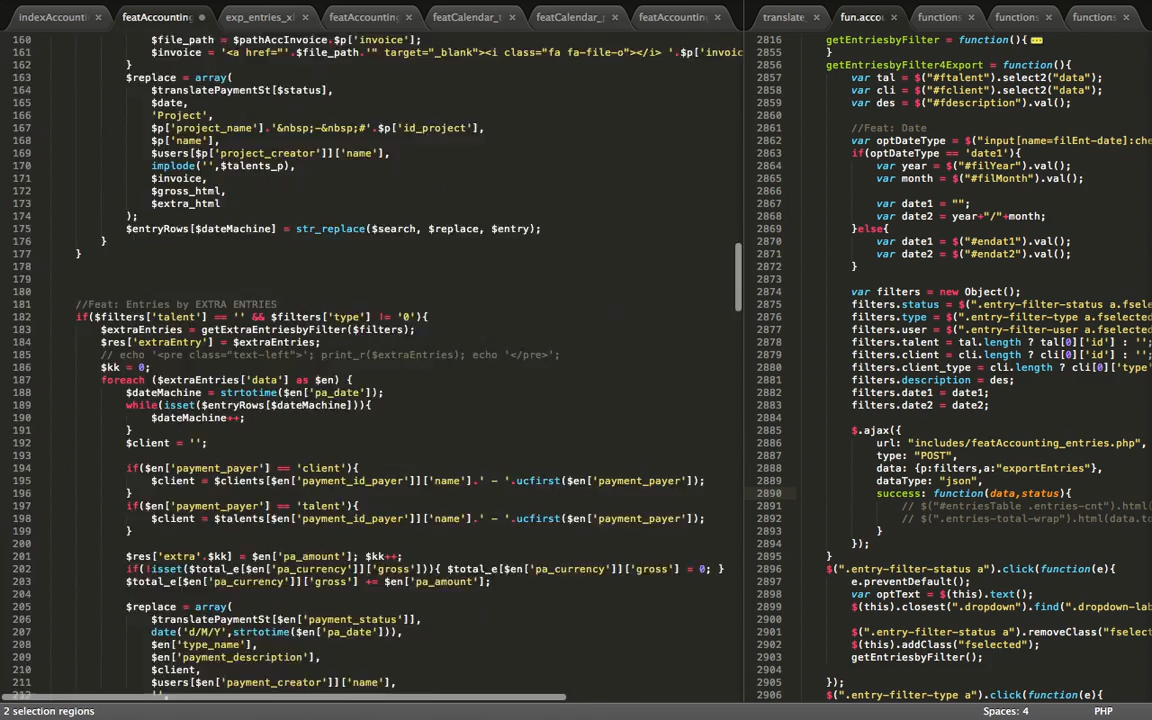 indexAccounti × featAccounting exp_entries_xl × featAccounting × featCalendar_t × featCalendar_ × featAccounting ×
160 $file_path = $pathAccInvoice.$p['invoice'];
161 $invoice = '<a href="'.$file_path.'" target="_blank"><i class="fa fa-file-o"></i> '.$p['invoic
162 }
163 $replace = array(
164 $translatePaymentSt[$status],
165 $date,
166 'Project',
167 $p['project_name'].'&nbsp;-&nbsp;#'.$p['id_project'],
168 $p['name'],
169 $users[$p['project_creator']]['name'],
170 implode('',$talents_p),
171 $invoice,
172 $gross_html,
173 $extra_html
174 );
175 $entryRows[$dateMachine] = str_replace($search, $replace, $entry);
176 }
177 }
178
179
180
181 //Feat: Entries by EXTRA ENTRIES
182 if($filters['talent'] == '' && $filters['type'] != '0'){
183 $extraEntries = getExtraEntriesbyFilter($filters);
184 $res['extraEntry'] = $extraEntries;
185 // echo '<pre class="text-left">'; print_r($extraEntries); echo '</pre>';
186 $kk = 0;
187 foreach ($extraEntries['data'] as $en) {
188 $dateMachine = strtotime($en['pa_date']);
189 while(isset($entryRows[$dateMachine])){
190 $dateMachine++;
191 }
192 $client = '';
193
194 if($en['payment_payer'] == 'client'){
195 $client = $clients[$en['payment_id_payer']]['name'].' - '.ucfirst($en['payment_payer']);
196 }
197 if($en['payment_payer'] == 'talent'){
198 $client = $talents[$en['payment_id_payer']]['name'].' - '.ucfirst($en['payment_payer']);
199 }
200
201 $res['extra'.$kk] = $en['pa_amount']; $kk++;
202 if(!isset($total_e[$en['pa_currency']]['gross'])){ $total_e[$en['pa_currency']]['gross'] = 0; }
203 $total_e[$en['pa_currency']]['gross'] += $en['pa_amount'];
204
205 $replace = array(
206 $translatePaymentSt[$en['payment_status']],
207 date('d/M/Y',strtotime($en['pa_date'])),
208 $en['type_name'],
209 $en['payment_description'],
210 $client,
211 $users[$en['payment_creator']]['name'],
212 '',
translate_ × fun.acco × functions × functions × functions ×
2816 getEntriesbyFilter = function(){
2855 }
2856 getEntriesbyFilter4Export = function(){
2857 var tal = $("#ftalent").select2("data");
2858 var cli = $("#fclient").select2("data");
2859 var des = $("#fdescription").val();
2860
2861 //Feat: Date
2862 var optDateType = $("input[name=filEnt-date]:che
2863 if(optDateType == 'date1'){
2864 var year = $("#filYear").val();
2865 var month = $("#filMonth").val();
2866
2867 var date1 = "";
2868 var date2 = year+"/"+month;
2869 }else{
2870 var date1 = $("#endat1").val();
2871 var date2 = $("#endat2").val();
2872 }
2873
2874 var filters = new Object();
2875 filters.status = $(".entry-filter-status a.fsele
2876 filters.type = $(".entry-filter-type a.fselected
2877 filters.user = $(".entry-filter-user a.fselected
2878 filters.talent = tal.length ? tal[0]['id'] : '';
2879 filters.client = cli.length ? cli[0]['id'] : '';
2880 filters.client_type = cli.length ? cli[0]['type'
2881 filters.description = des;
2882 filters.date1 = date1;
2883 filters.date2 = date2;
2884
2885 $.ajax({
2886 url: "includes/featAccounting_entries.php",
2887 type: "POST",
2888 data: {p:filters,a:"exportEntries"},
2889 dataType: "json",
2890 success: function(data,status){
2891 // $("#entriesTable .entries-cnt").html(
2892 // $(".entries-total-wrap").html(data.to
2893 }
2894 });
2895 }
2896 $(".entry-filter-status a").click(function(e){
2897 e.preventDefault();
2898 var optText = $(this).text();
2899 $(this).closest(".dropdown").find(".dropdown-lab
2900
2901 $(".entry-filter-status a").removeClass("fselect
2902 $(this).addClass("fselected");
2903 getEntriesbyFilter();
2904
2905 });
2906 $(".entry-filter-type a").click(function(e){
2 selection regions Spaces: 4 PHP